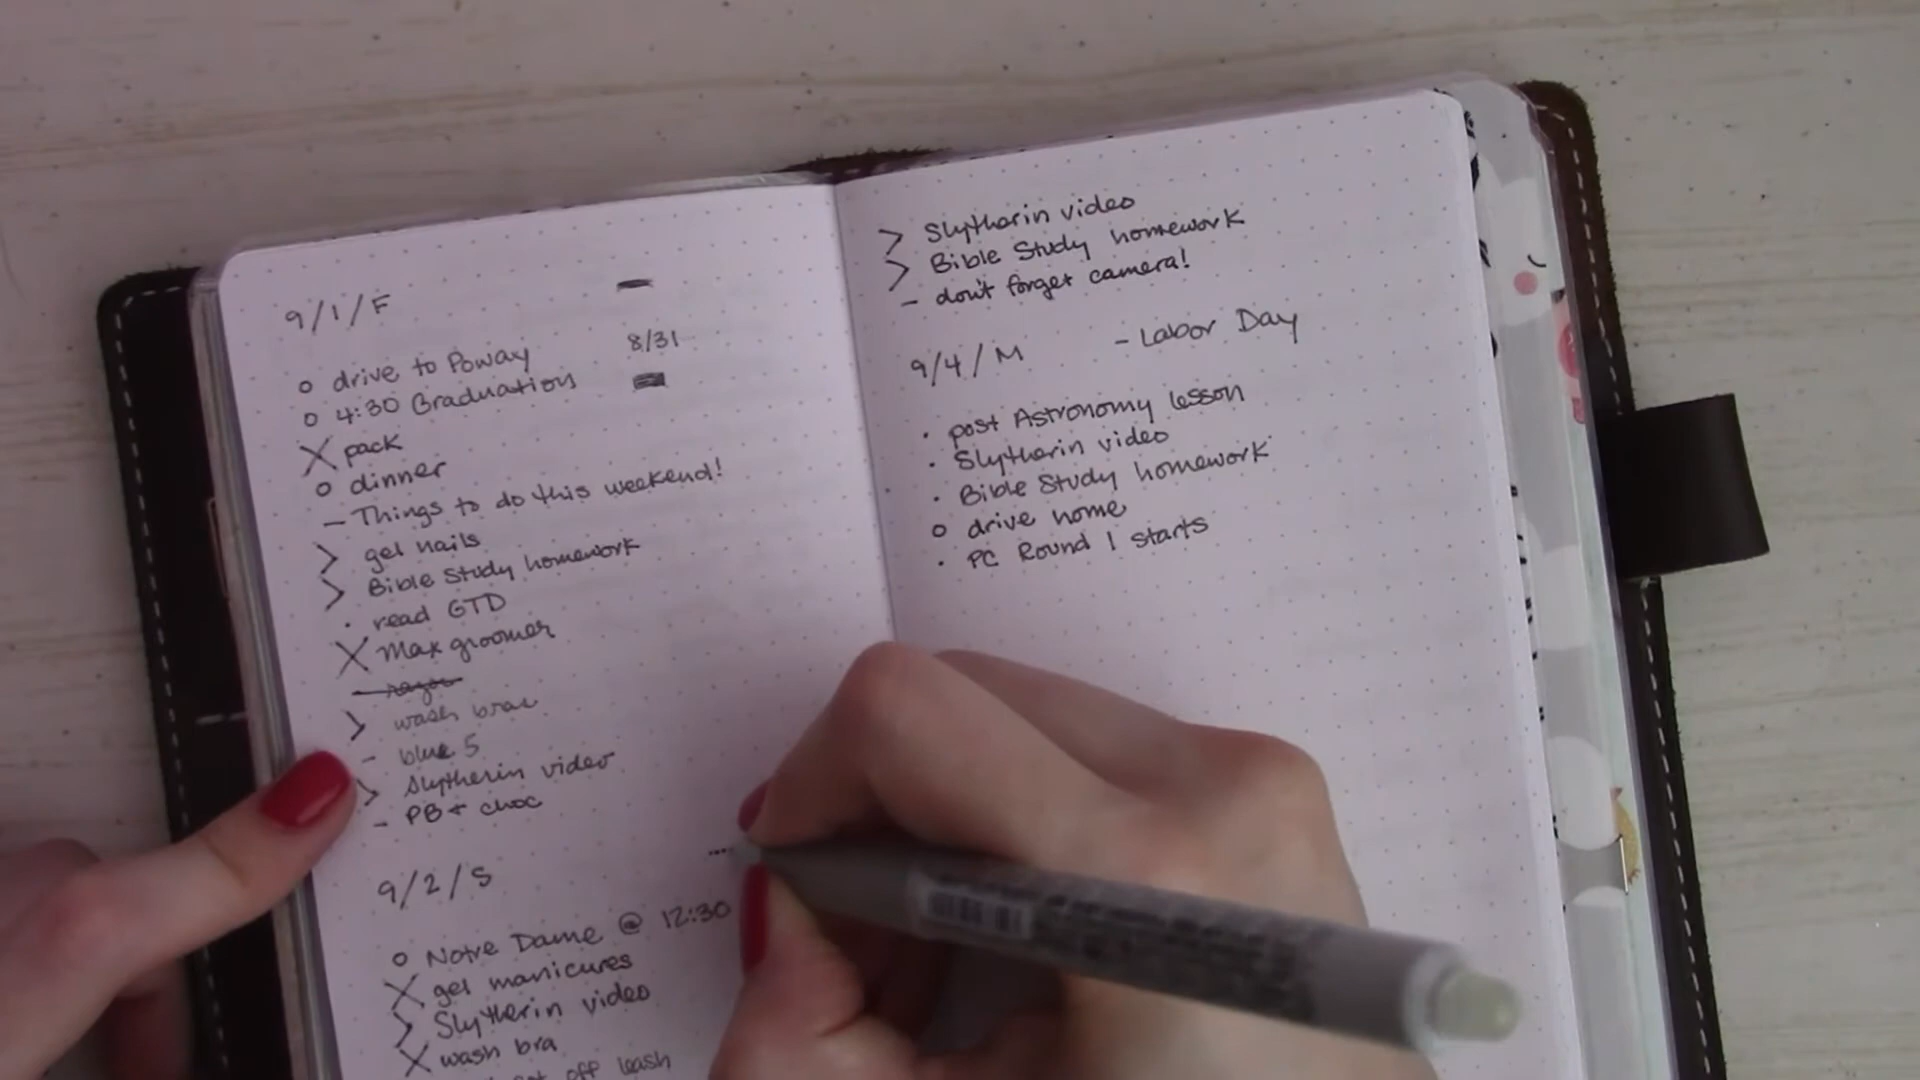 9/1/F
o drive to Poway 8/31
o 4:30 Graduation
X pack
o dinner
- Things to do this weekend!
> gel nails
> Bible Study homework
· read GTD
X Max groomer
> wash bra
- blue 5
> Slytherin video
- PB + choc
9/2/S
o Notre Dame @ 12:30
X gel manicures
> Slytherin video
X wash bra
off leash
> Slytherin video
> Bible Study homework
- don't forget camera!
9/4/M - Labor Day
· post Astronomy lesson
· Slytherin video
· Bible Study homework
o drive home
· PC Round 1 starts